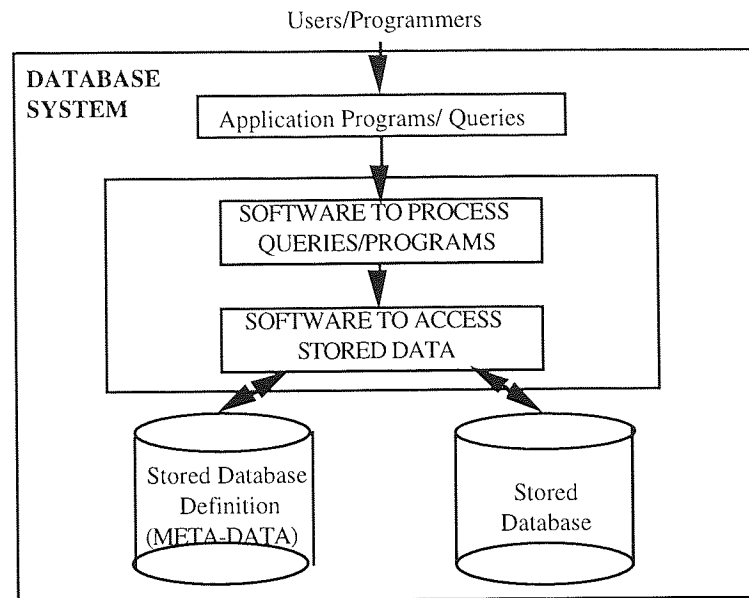 Users/Programmers
DATABASE
SYSTEM
Application Programs/ Queries
SOFTWARE TO PROCESS
QUERIES/PROGRAMS
SOFTWARE TO ACCESS
STORED DATA
Stored Database
Definition
(META-DATA)
Stored
Database